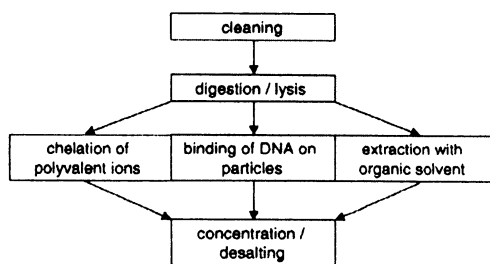 cleaning
digestion / lysis
chelation of
polyvalent ions
binding of DNA on
particles
extraction with
organic solvent
concentration /
desalting